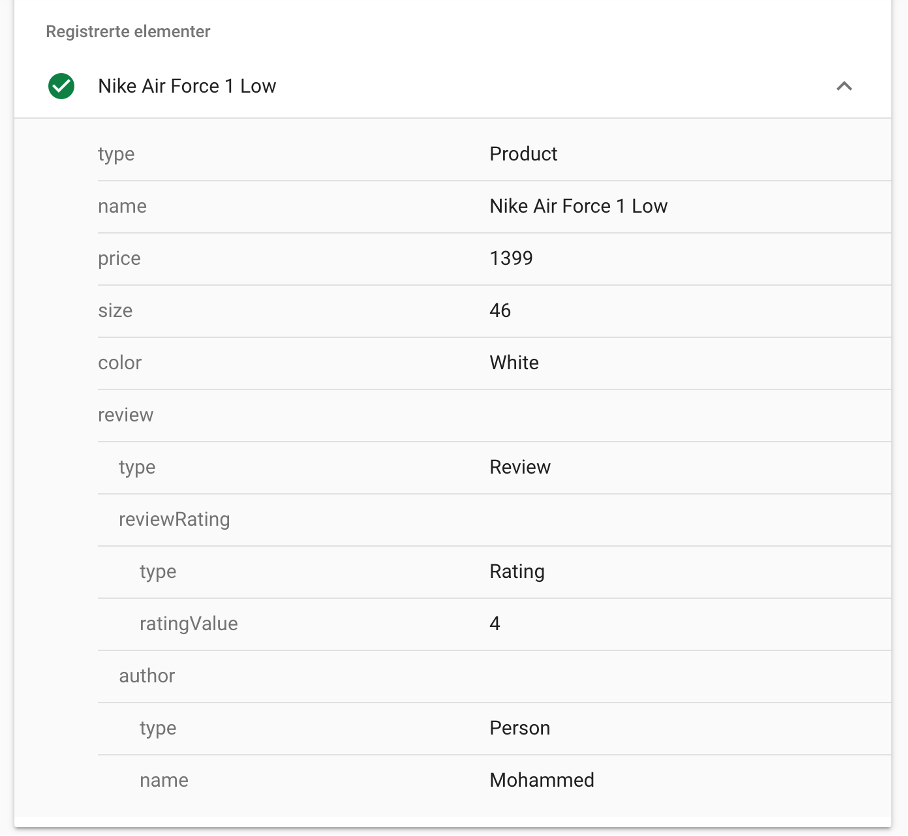 Registrerte elementer
Nike Air Force 1 Low
type Product
name Nike Air Force 1 Low
price 1399
size 46
color White
review
type Review
reviewRating
type Rating
ratingValue 4
author
type Person
name Mohammed